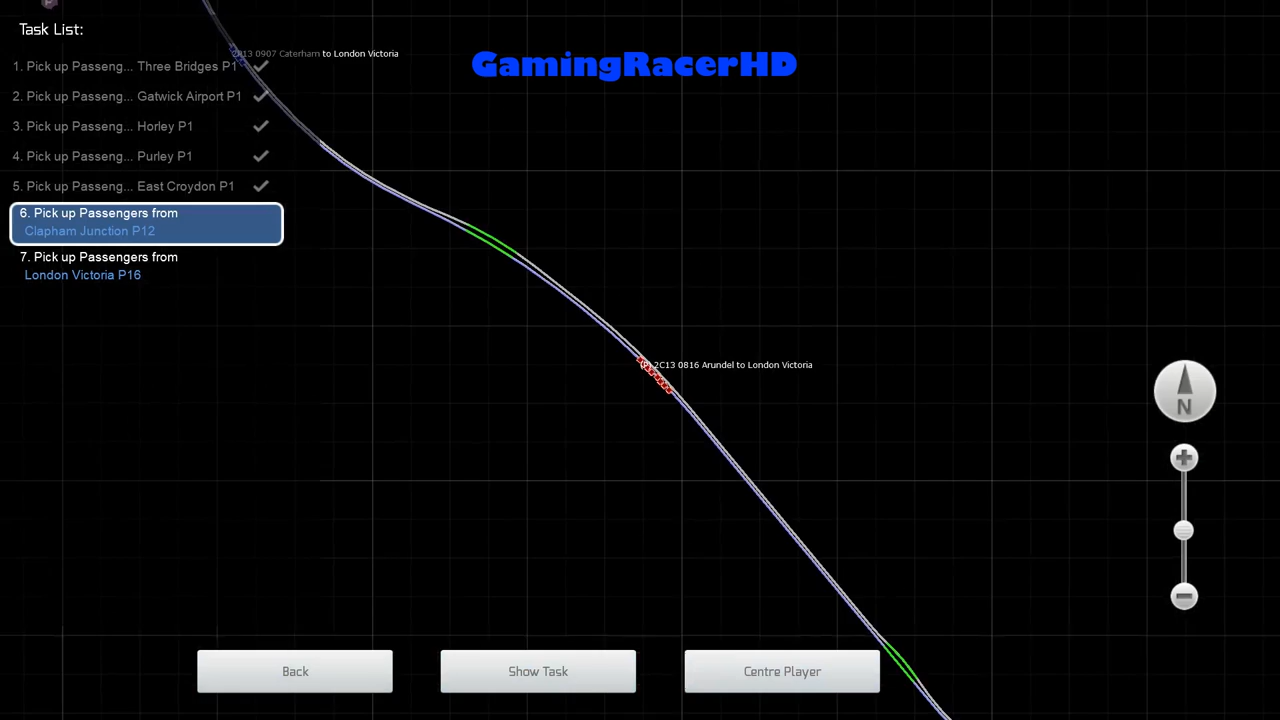 Task List:
2R13 0907 Caterham to London Victoria
GamingRacerHD
1. Pick up Passeng... Three Bridges P1
2. Pick up Passeng... Gatwick Airport P1
3. Pick up Passeng... Horley P1
4. Pick up Passeng... Purley P1
5. Pick up Passeng... East Croydon P1
6. Pick up Passengers from
Clapham Junction P12
7. Pick up Passengers from
London Victoria P16
(P) 2C13 0816 Arundel to London Victoria
N
Back
Show Task
Centre Player